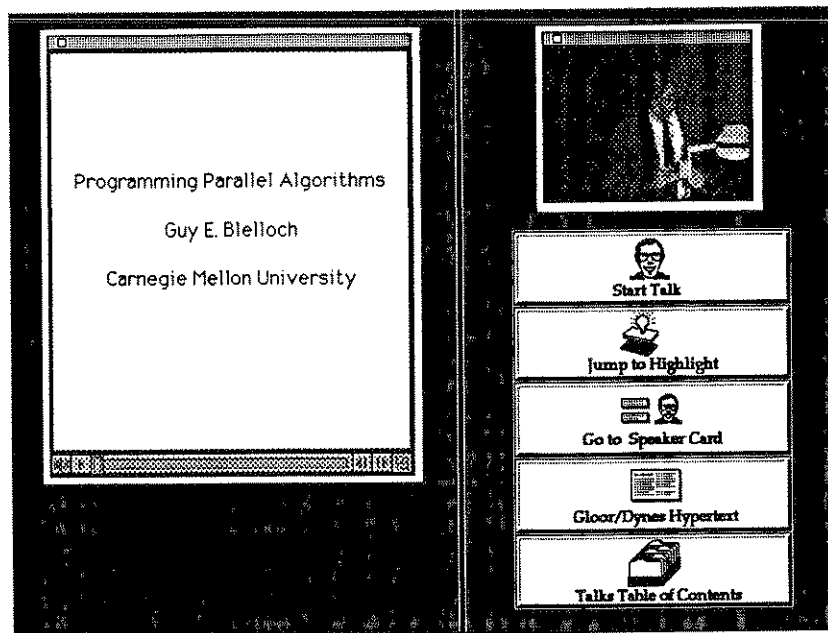 Programming Parallel Algorithms
Guy E. Blelloch
Carnegie Mellon University
Start Talk
Jump to Highlight
Go to Speaker Card
Gloor/Dynes Hypertext
Talks Table of Contents